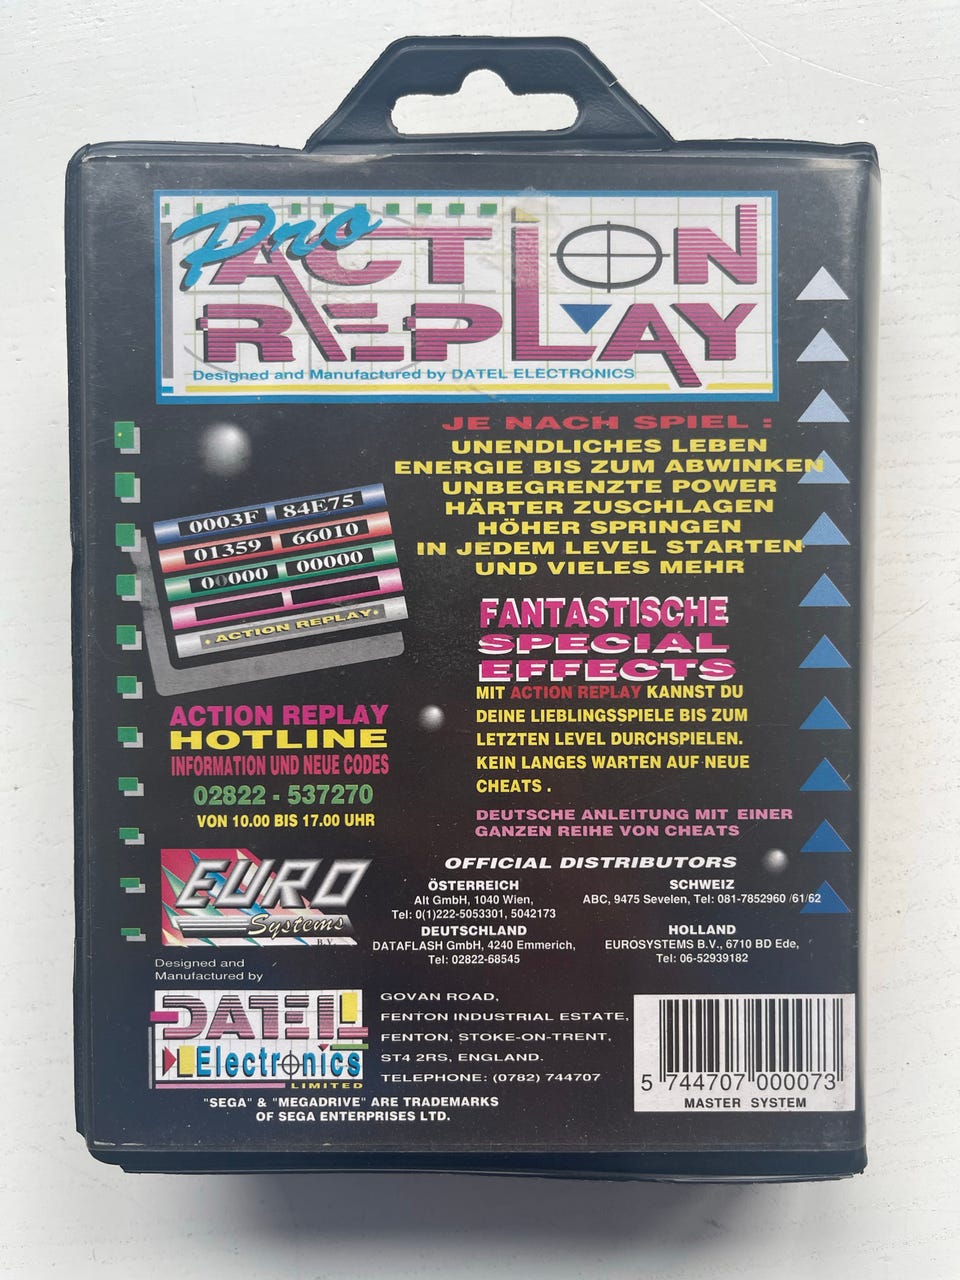 Pro ACTION
REPLAY
Designed and Manufactured by DATEL ELECTRONICS
JE NACH SPIEL :
UNENDLICHES LEBEN
ENERGIE BIS ZUM ABWINKEN
UNBEGRENZTE POWER
HÄRTER ZUSCHLAGEN
HÖHER SPRINGEN
IN JEDEM LEVEL STARTEN
UND VIELES MEHR
0003F 84E75
01359 66010
00000 00000
ACTION REPLAY
FANTASTISCHE
SPECIAL
EFFECTS
MIT ACTION REPLAY KANNST DU
DEINE LIEBLINGSSPIELE BIS ZUM
LETZTEN LEVEL DURCHSPIELEN.
KEIN LANGES WARTEN AUF NEUE
CHEATS .
DEUTSCHE ANLEITUNG MIT EINER
GANZEN REIHE VON CHEATS
ACTION REPLAY
HOTLINE
INFORMATION UND NEUE CODES
02822 - 537270
VON 10.00 BIS 17.00 UHR
EURO
Systems
B.V.
OFFICIAL DISTRIBUTORS
ÖSTERREICH
Alt GmbH, 1040 Wien,
Tel: 0(1)222-5053301, 5042173
SCHWEIZ
ABC, 9475 Sevelen, Tel: 081-7852960 /61/62
DEUTSCHLAND
DATAFLASH GmbH, 4240 Emmerich,
Tel: 02822-68545
HOLLAND
EUROSYSTEMS B.V., 6710 BD Ede,
Tel: 06-52939182
Designed and
Manufactured by
DATEL
Electronics
LIMITED
GOVAN ROAD,
FENTON INDUSTRIAL ESTATE,
FENTON, STOKE-ON-TRENT,
ST4 2RS, ENGLAND.
TELEPHONE: (0782) 744707
"SEGA" & "MEGADRIVE" ARE TRADEMARKS
OF SEGA ENTERPRISES LTD.
5 744707 000073
MASTER SYSTEM